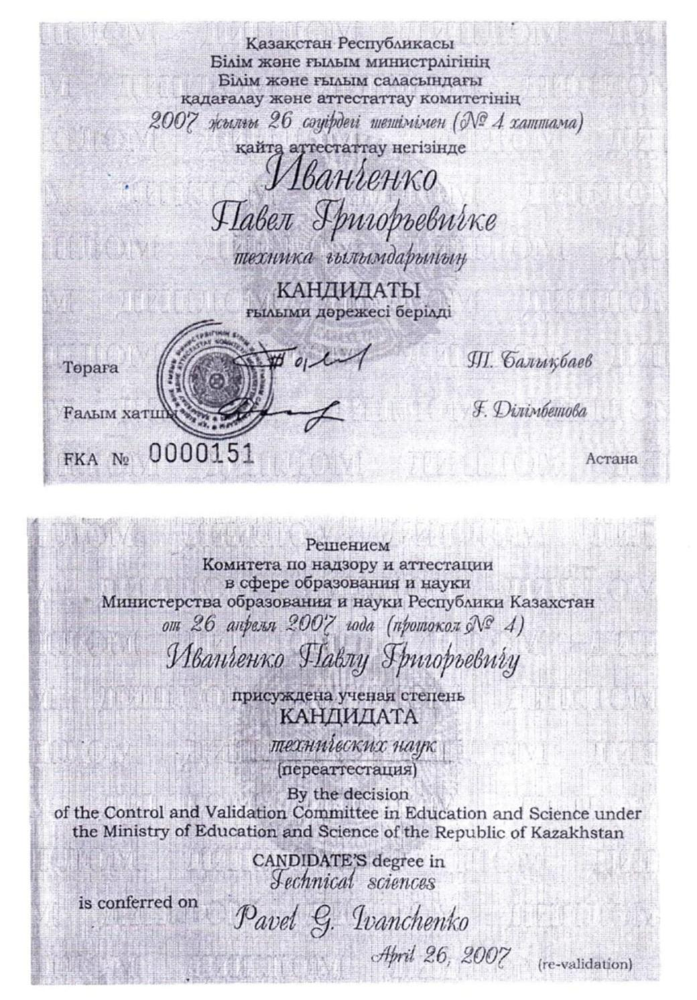 Қазақстан Республикасы
Білім және ғылым министрлігінің
Білім және ғылым саласындағы
қадағалау және аттестаттау комитетінің
2007 жылғы 26 сәуірдегі шешімімен (№ 4 хаттама)
қайта аттестаттау негізінде
Иванченко
Павел Григорьевичке
техника ғылымдарының
КАНДИДАТЫ
ғылыми дәрежесі берілді
Төраға
Т. Балықбаев
Ғалым хатшы
Ғ. Ділімбетова
FKA № 0000151
Астана
Решением
Комитета по надзору и аттестации
в сфере образования и науки
Министерства образования и науки Республики Казахстан
от 26 апреля 2007 года (протокол № 4)
Иванченко Павлу Григорьевичу
присуждена ученая степень
КАНДИДАТА
технических наук
(переаттестация)
By the decision
of the Control and Validation Committee in Education and Science under
the Ministry of Education and Science of the Republic of Kazakhstan
CANDIDATE'S degree in
Technical sciences
is conferred on
Pavel G. Ivanchenko
April 26, 2007
(re-validation)